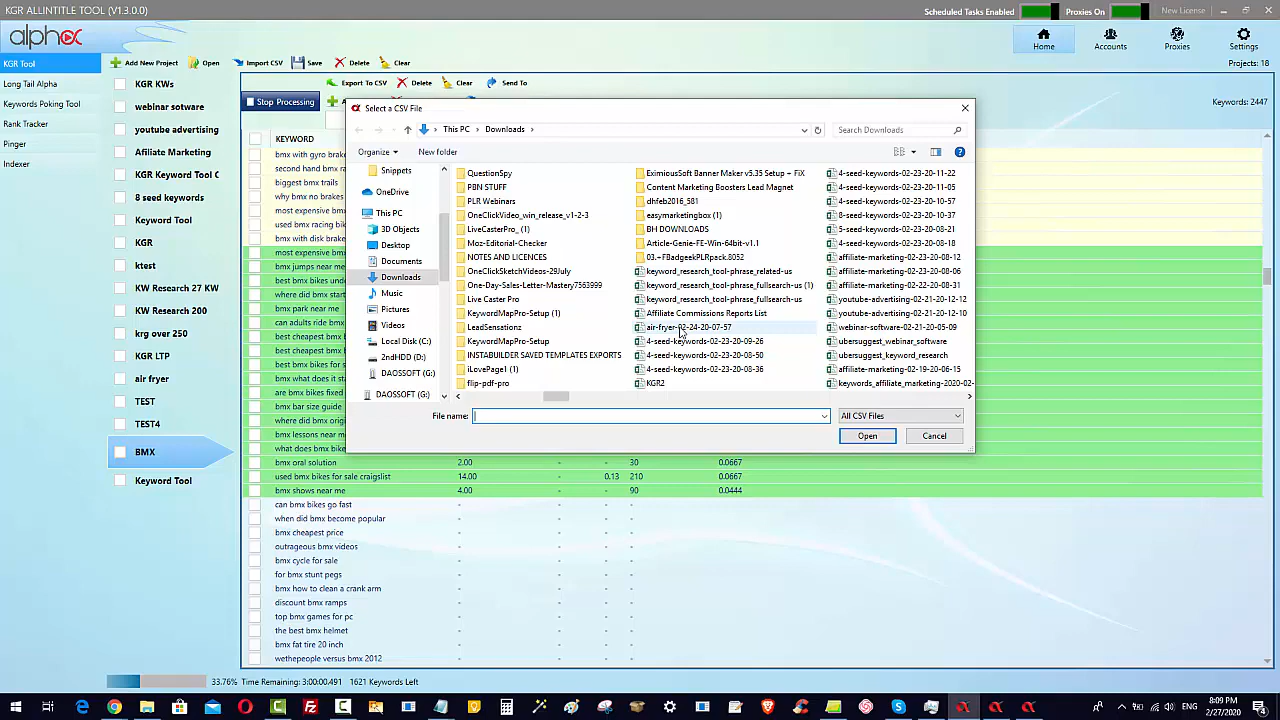 KGR ALLINTITLE TOOL (V1.3.0.0)
Scheduled Tasks Enabled
Proxies On
New License
alphex
Home
Accounts
Proxies
Settings
KGR Tool
Add New Project
Open
Import CSV
Save
Delete
Clear
Projects: 18
Long Tail Alpha
Keywords Poking Tool
Rank Tracker
Pinger
Indexer
KGR KWs
webinar sotware
youtube advertising
Afiliate Marketing
KGR Keyword Tool C
8 seed keywords
Keyword Tool
KGR
ktest
KW Research 27 KW
KW Research 200
krg over 250
KGR LTP
air fryer
TEST
TEST4
BMX
Keyword Tool
Export To CSV
Delete
Clear
Send To
Stop Processing
Keywords: 2447
KEYWORD
bmx with gyro brake
second hand bmx ra
biggest bmx trails
why bmx no brakes
most expensive bmx
used bmx racing bik
bmx with disk brake
most expensive bmx
bmx jumps near me
best bmx bikes und
where did bmx start
bmx park near me
can adults ride bmx
best cheapest bmx
best bmx bikes for s
bmx what does it sta
are bmx bikes fixed
bmx bar size guide
where did bmx orig
bmx lessons near m
what does bmx
bmx oral solution 2.00 - 30 0.0667
used bmx bikes for sale craigslist 14.00 - 0.13 210 0.0667
bmx shows near me 4.00 - 90 0.0444
can bmx bikes go fast - - - -
when did bmx become popular - - - -
bmx cheapest price - - - -
outrageous bmx videos - - - -
bmx cycle for sale - - - -
for bmx stunt pegs - - - -
bmx how to clean a crank arm - - - -
discount bmx ramps - - - -
top bmx games for pc - - - -
the best bmx helmet - - - -
bmx fat tire 20 inch - - - -
wethepeople versus bmx 2012 - - - -
Select a CSV File
This PC
Downloads
Search Downloads
Organize
New folder
Snippets
OneDrive
This PC
3D Objects
Desktop
Documents
Downloads
Music
Pictures
Videos
Local Disk (C:)
2ndHDD (D:)
DAOSSOFT (G:)
DAOSSOFT (G:)
QuestionSpy
PBN STUFF
PLR Webinars
OneClickVideo_win_release_v1-2-3
LiveCasterPro_ (1)
Moz-Editorial-Checker
NOTES AND LICENCES
OneClickSketchVideos-29July
One-Day-Sales-Letter-Mastery7563999
Live Caster Pro
KeywordMapPro-Setup (1)
LeadSensationz
KeywordMapPro-Setup
INSTABUILDER SAVED TEMPLATES EXPORTS
iLovePage1 (1)
flip-pdf-pro
EximiousSoft Banner Maker v5.35 Setup + FiX
Content Marketing Boosters Lead Magnet
dhfeb2016_581
easymarketingbox (1)
BH DOWNLOADS
Article-Genie-FE-Win-64bit-v1.1
03.+FBadgeekPLRpack.8052
keyword_research_tool-phrase_related-us
keyword_research_tool-phrase_fullsearch-us (1)
keyword_research_tool-phrase_fullsearch-us
Affiliate Commissions Reports List
air-fryer-02-24-20-07-57
4-seed-keywords-02-23-20-09-26
4-seed-keywords-02-23-20-08-50
4-seed-keywords-02-23-20-08-36
KGR2
4-seed-keywords-02-23-20-11-22
4-seed-keywords-02-23-20-11-05
4-seed-keywords-02-23-20-10-57
4-seed-keywords-02-23-20-10-37
4-seed-keywords-02-23-20-08-21
4-seed-keywords-02-23-20-08-10
affiliate-marketing-02-23-20-08-12
affiliate-marketing-02-23-20-08-06
affiliate-marketing-02-22-20-08-31
youtube-advertising-02-21-20-12-12
youtube-advertising-02-21-20-12-10
webinar-software-02-21-20-05-09
ubersuggest_webinar_software
ubersuggest_keyword_research
affiliate-marketing-02-19-20-06-15
keywords_affiliate_marketing-2020-02-
File name:
All CSV Files
Open
Cancel
33.76%
Time Remaining: 3:00:00.491
1621 Keywords Left
8:09 PM
2/27/2020